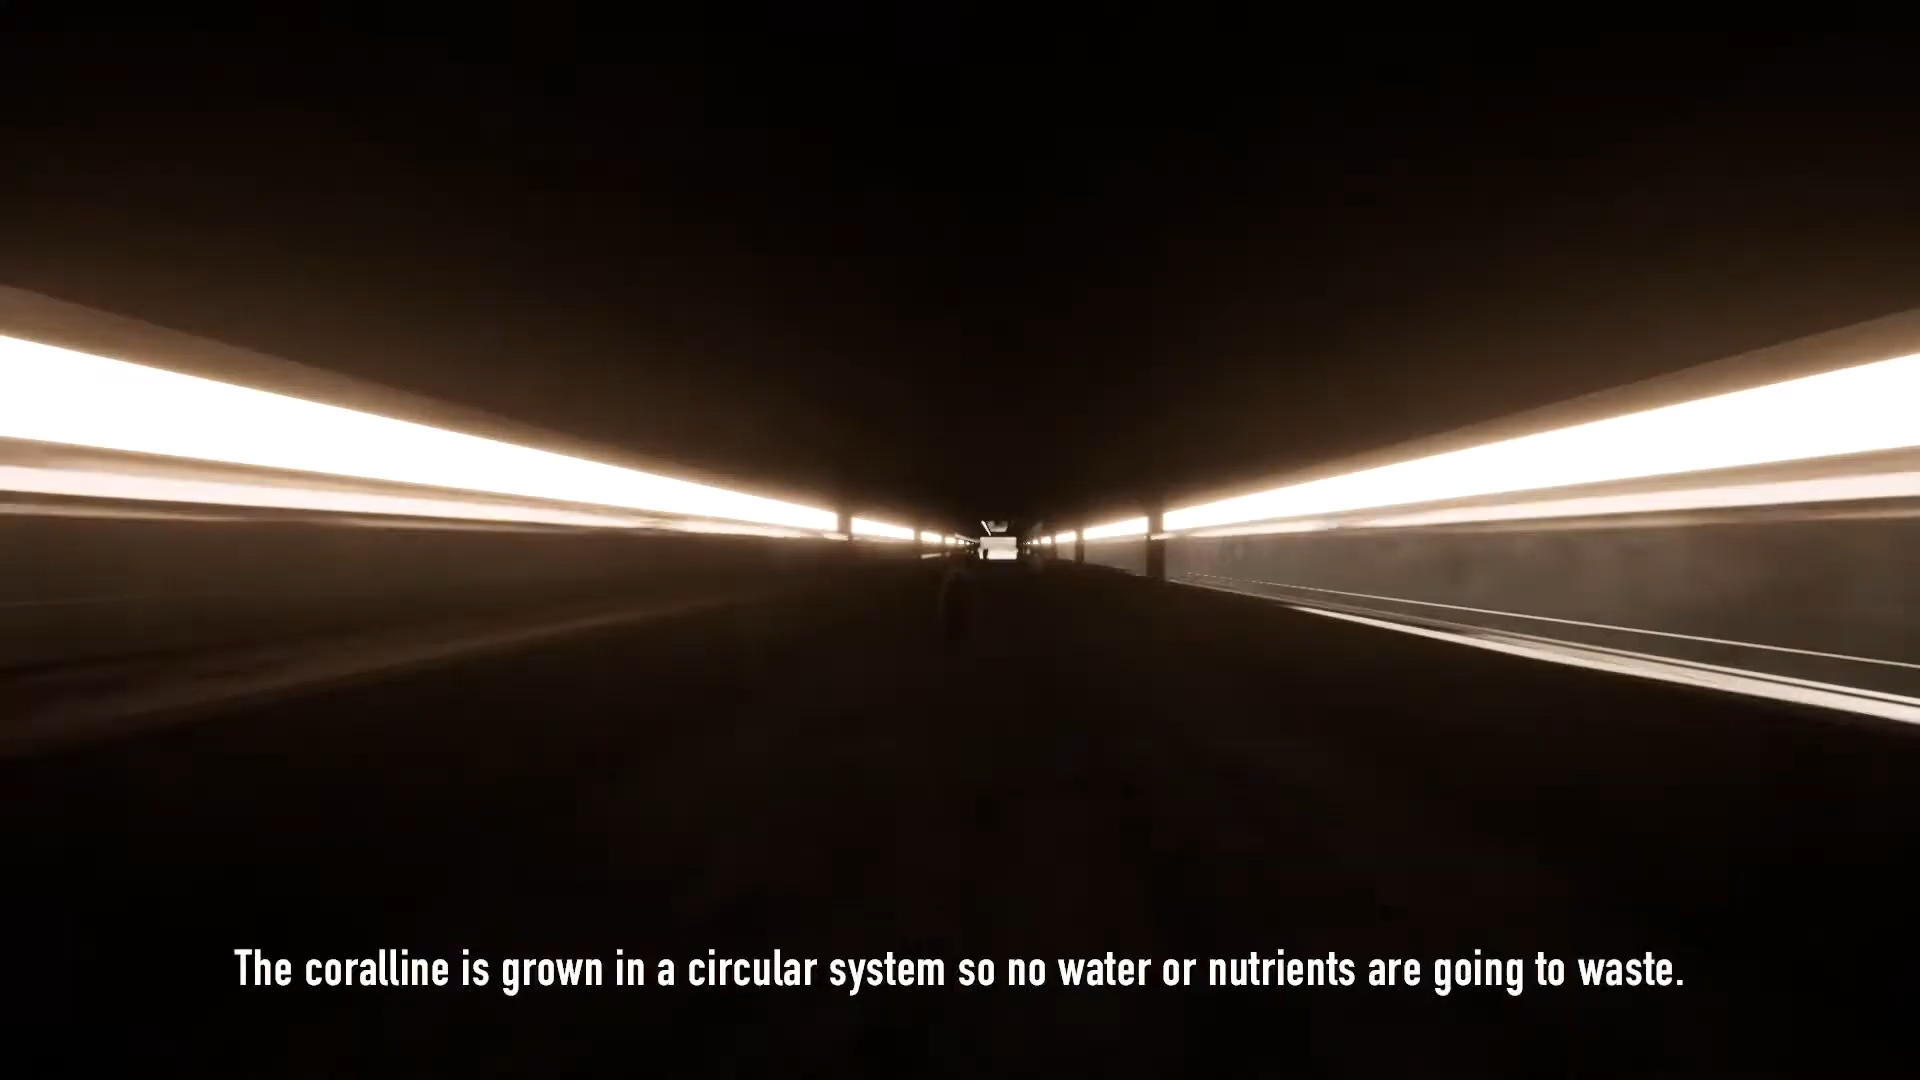 The coralline is grown in a circular system so no water or nutrients are going to waste.